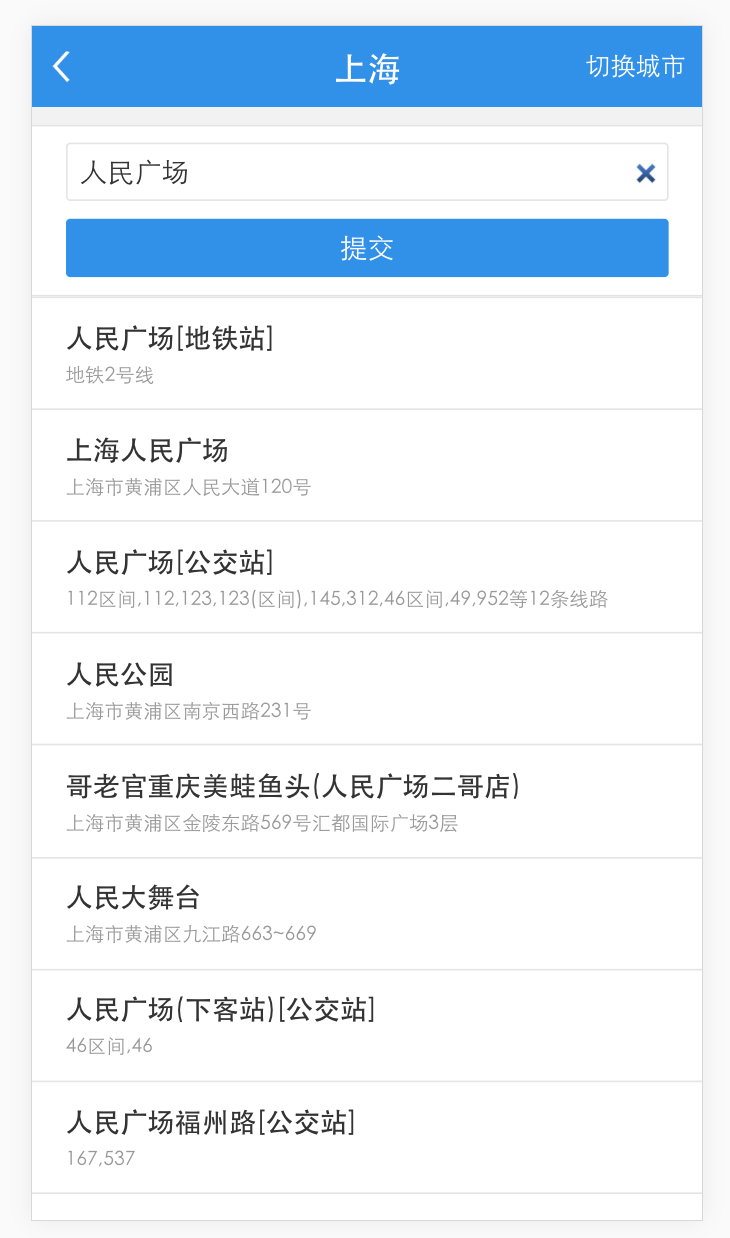 上海
切换城市
人民广场
提交
人民广场[地铁站]
地铁2号线
上海人民广场
上海市黄浦区人民大道120号
人民广场[公交站]
112区间,112,123,123(区间),145,312,46区间,49,952等12条线路
人民公园
上海市黄浦区南京西路231号
哥老官重庆美蛙鱼头(人民广场二哥店)
上海市黄浦区金陵东路569号汇都国际广场3层
人民大舞台
上海市黄浦区九江路663~669
人民广场(下客站)[公交站]
46区间,46
人民广场福州路[公交站]
167,537